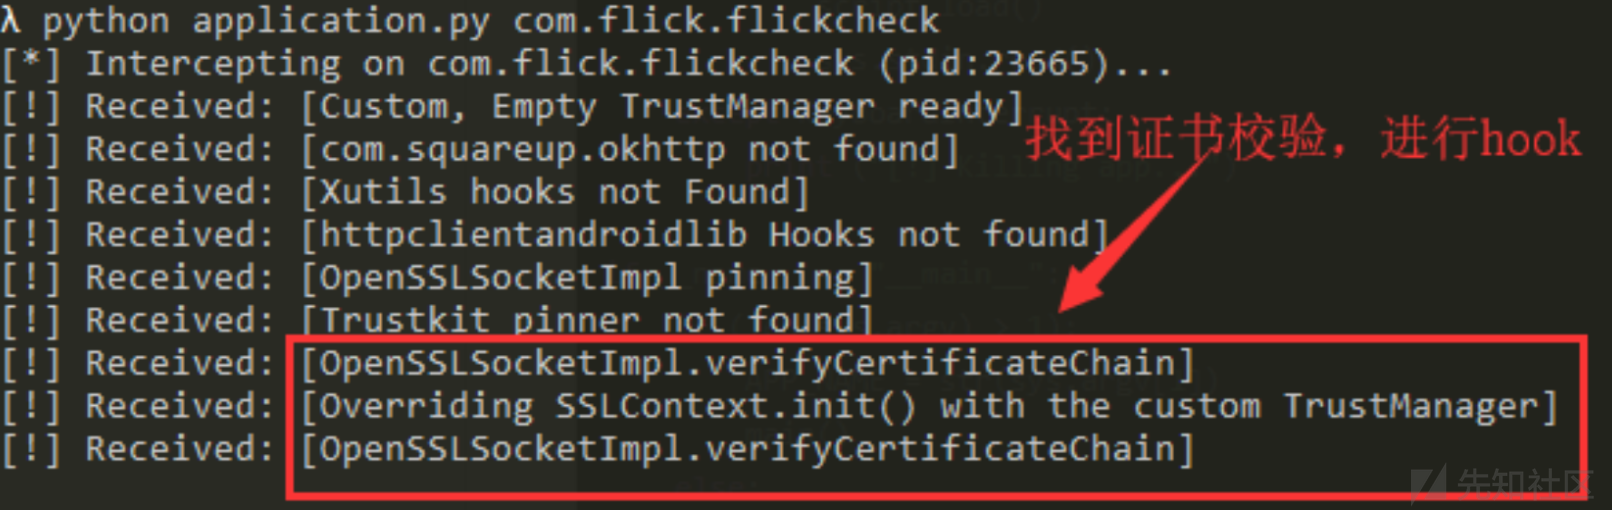 λ python application.py com.flick.flickcheck
[*] Intercepting on com.flick.flickcheck (pid:23665)...
[!] Received: [Custom, Empty TrustManager ready]
找到证书校验，进行hook
[!] Received: [com.squareup.okhttp not found]
[!] Received: [Xutils hooks not Found]
[!] Received: [httpclientandroidlib Hooks not found]
[!] Received: [OpenSSLSocketImpl pinning]
[!] Received: [Trustkit pinner not found]
[!] Received: [OpenSSLSocketImpl.verifyCertificateChain]
[!] Received: [Overriding SSLContext.init() with the custom TrustManager]
[!] Received: [OpenSSLSocketImpl.verifyCertificateChain]
先知社区